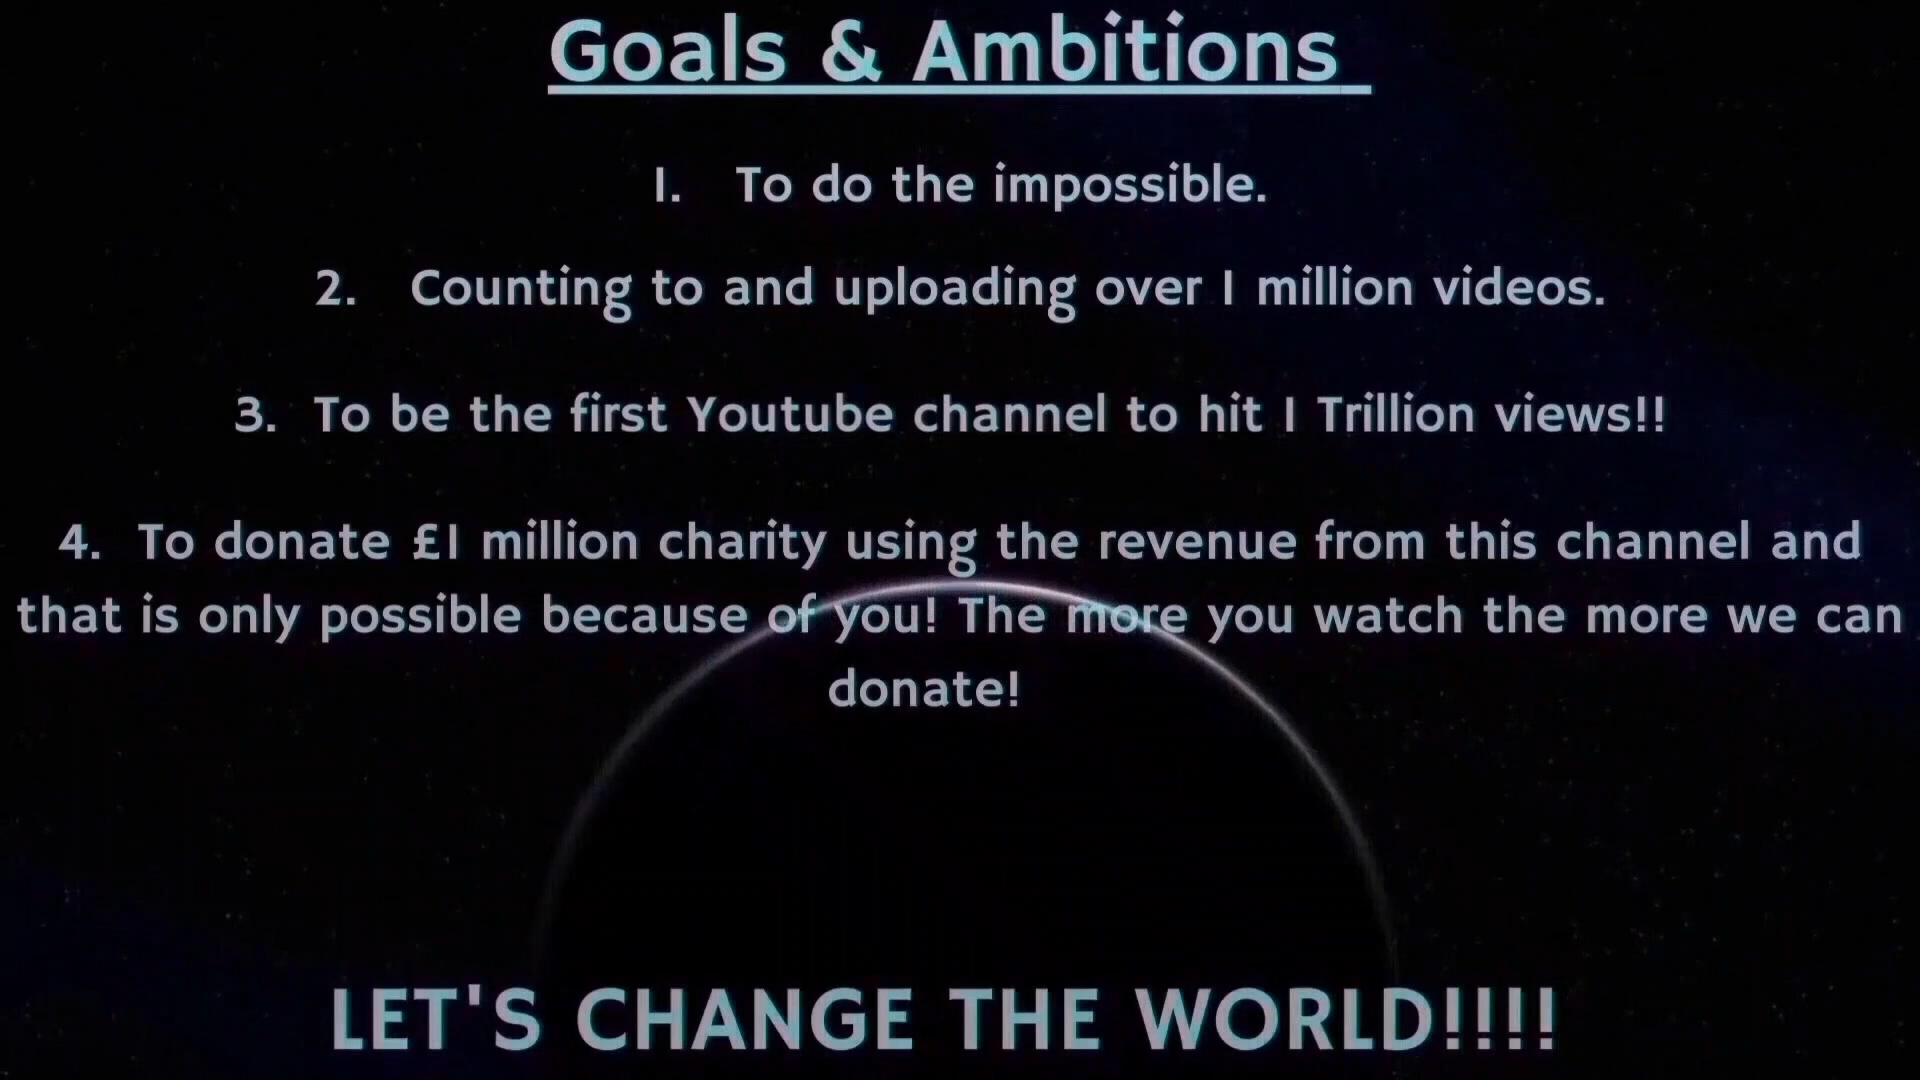 Goals & Ambitions
1. To do the impossible.
2. Counting to and uploading over 1 million videos.
3. To be the first Youtube channel to hit 1 Trillion views!!
4. To donate £1 million charity using the revenue from this channel and
that is only possible because of you! The more you watch the more we can
donate!
LET'S CHANGE THE WORLD!!!!